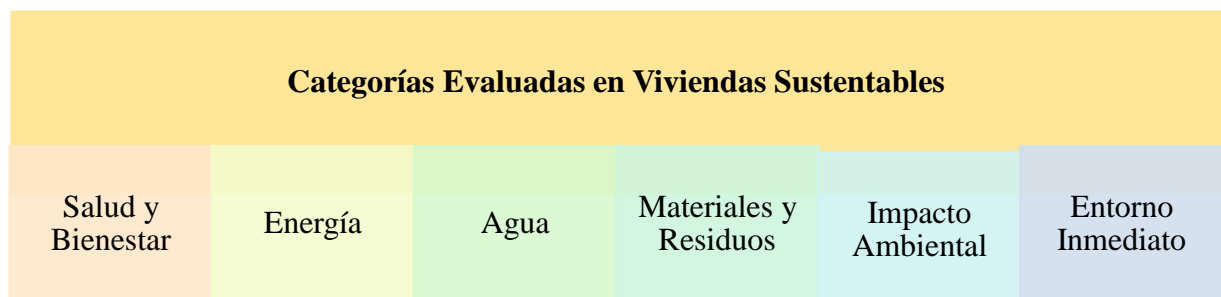 Categorías Evaluadas en Viviendas Sustentables
Salud y
Bienestar
Energía
Agua
Materiales y
Residuos
Impacto
Ambiental
Entorno
Inmediato